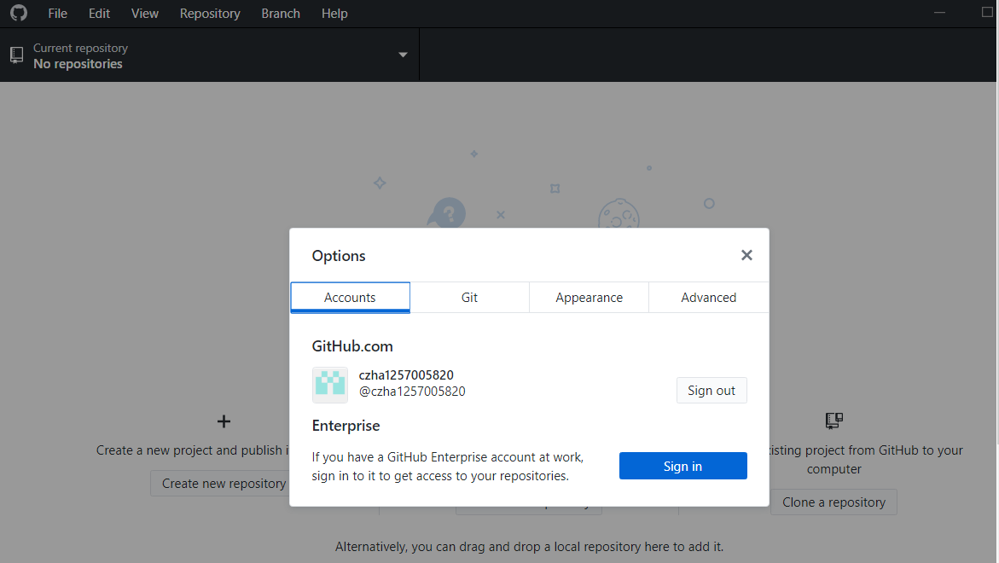 File Edit View Repository Branch Help
Current repository
No repositories
?
Options
Accounts Git Appearance Advanced
GitHub.com
czha1257005820
@czha1257005820
Sign out
Enterprise
If you have a GitHub Enterprise account at work,
sign in to it to get access to your repositories.
Sign in
Create a new project and publish i
Create new repository
xisting project from GitHub to your
computer
Clone a repository
Alternatively, you can drag and drop a local repository here to add it.